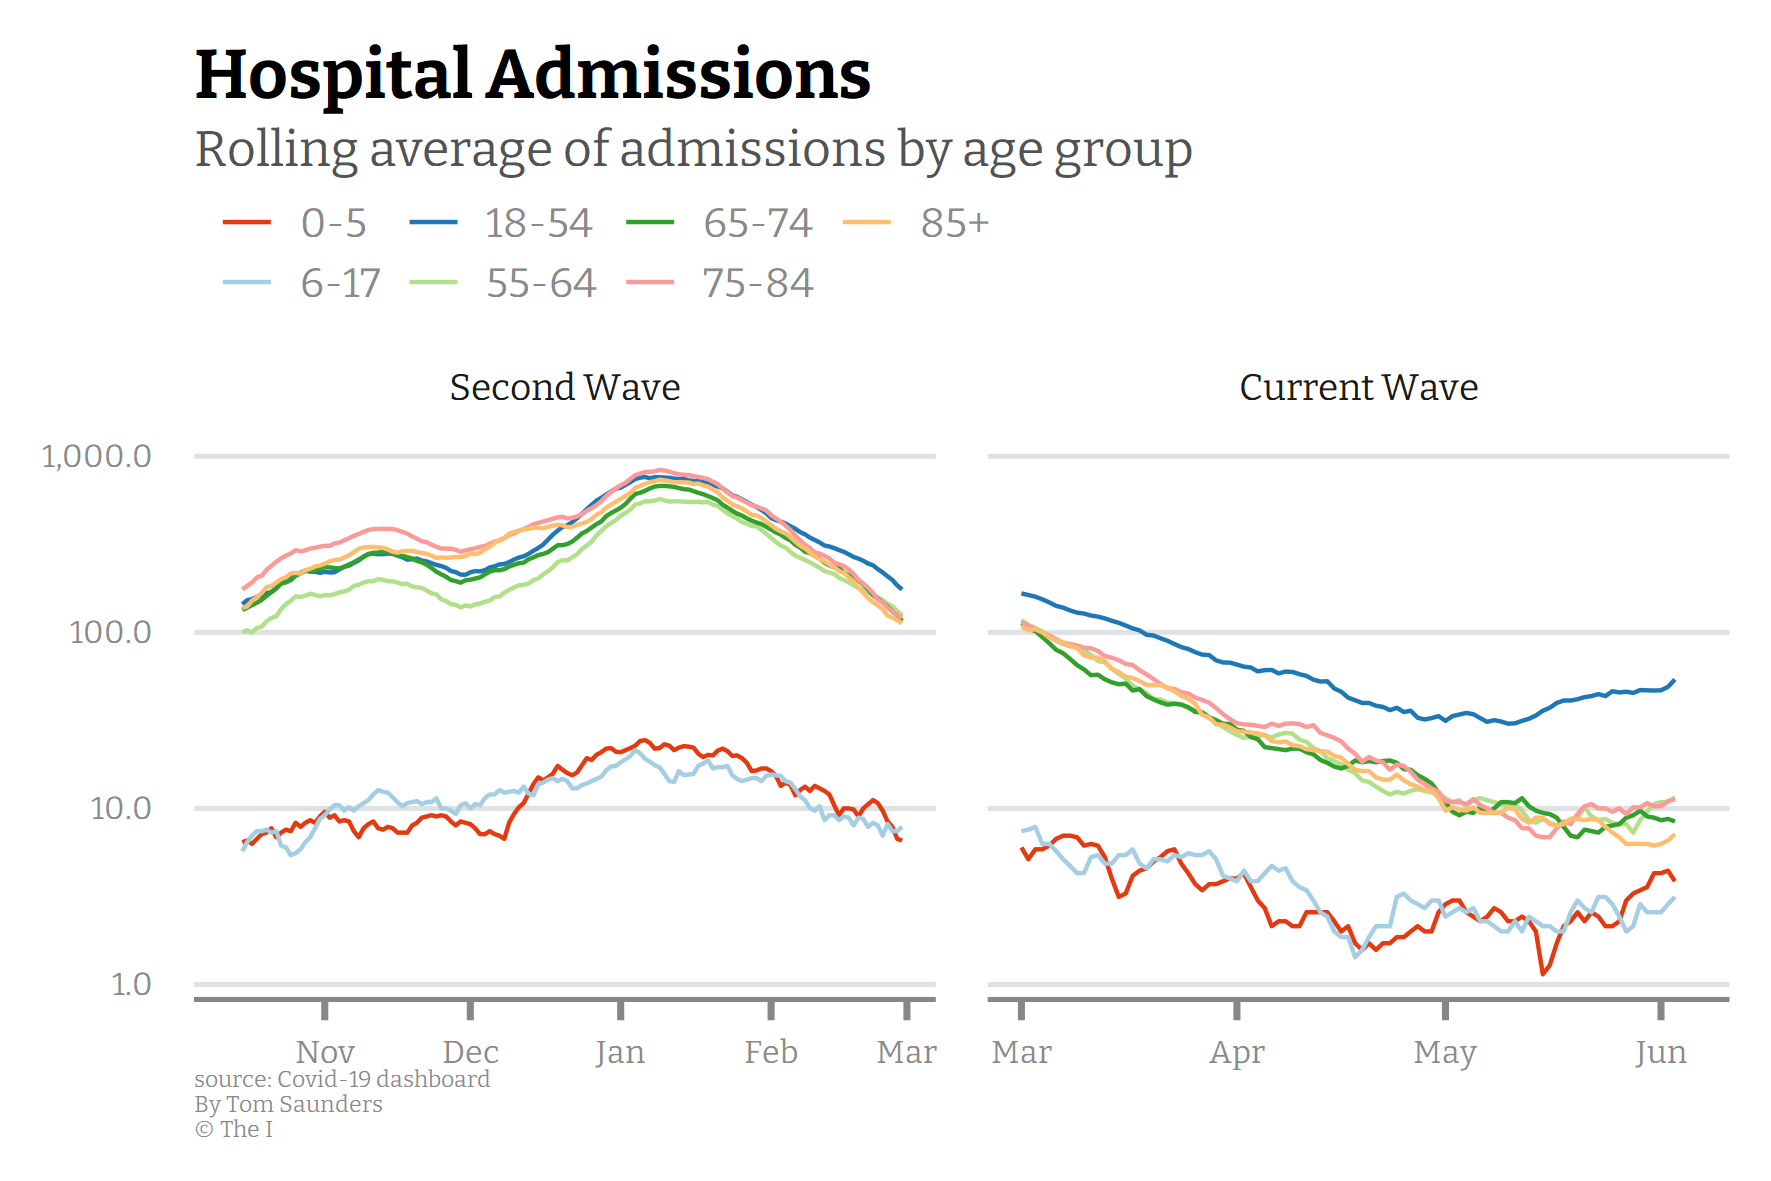 Hospital Admissions
Rolling average of admissions by age group
0-5 18-54 65-74 85+
6-17 55-64 75-84
Second Wave Current Wave
1,000.0
100.0
10.0
1.0
Nov Dec Jan Feb Mar Mar Apr May Jun
source: Covid-19 dashboard
By Tom Saunders
© The I